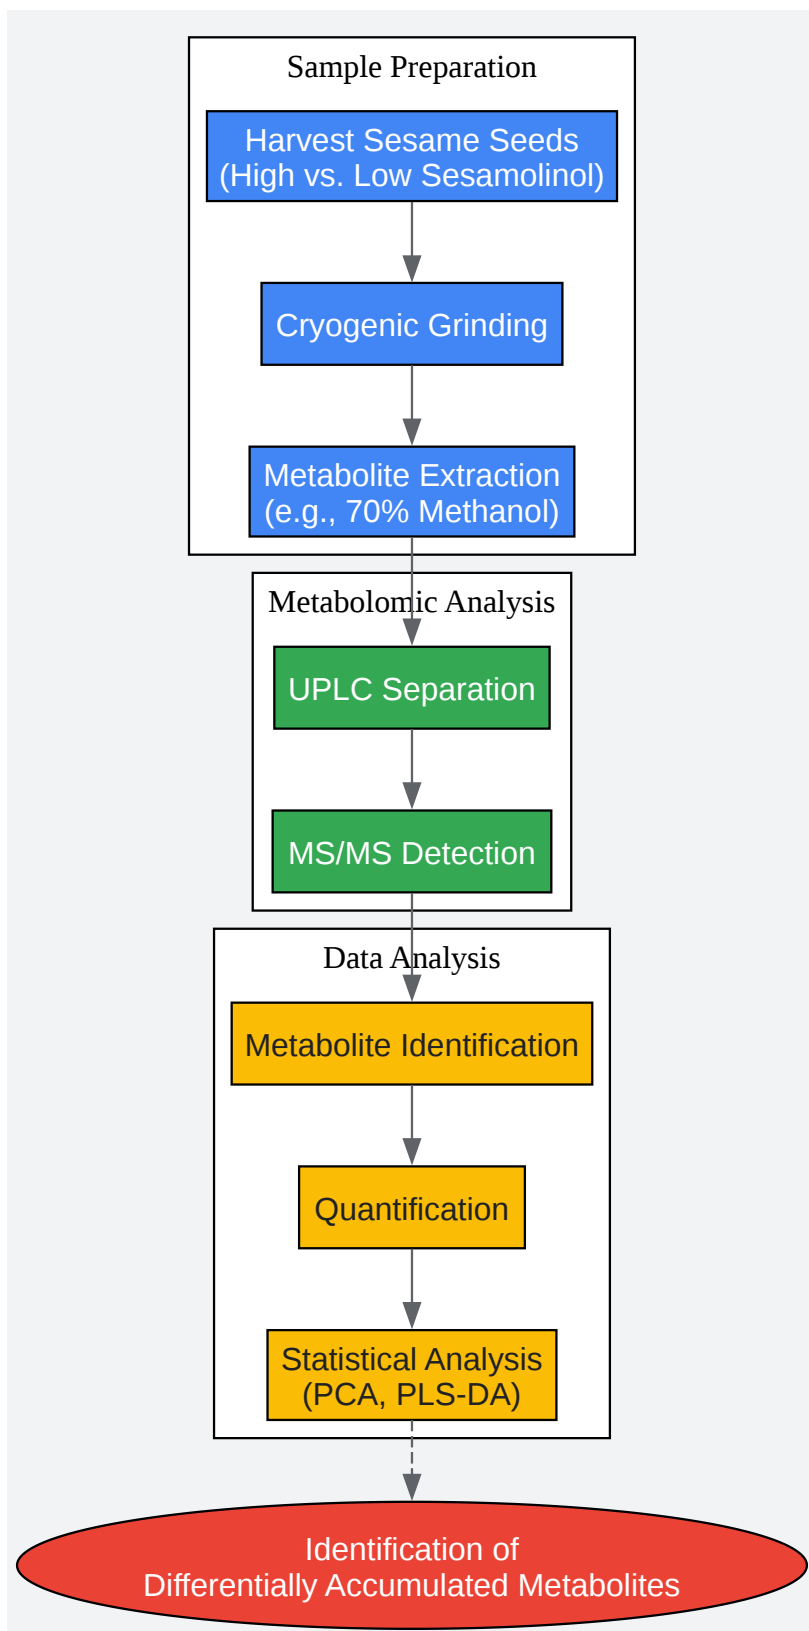 Sample Preparation
Harvest Sesame Seeds
(High vs. Low Sesamolinol)
Cryogenic Grinding
Metabolite Extraction
(e.g., 70% Methanol)
Metabolomic Analysis
UPLC Separation
MS/MS Detection
Data Analysis
Metabolite Identification
Quantification
Statistical Analysis
(PCA, PLS-DA)
Identification of
Differentially Accumulated Metabolites